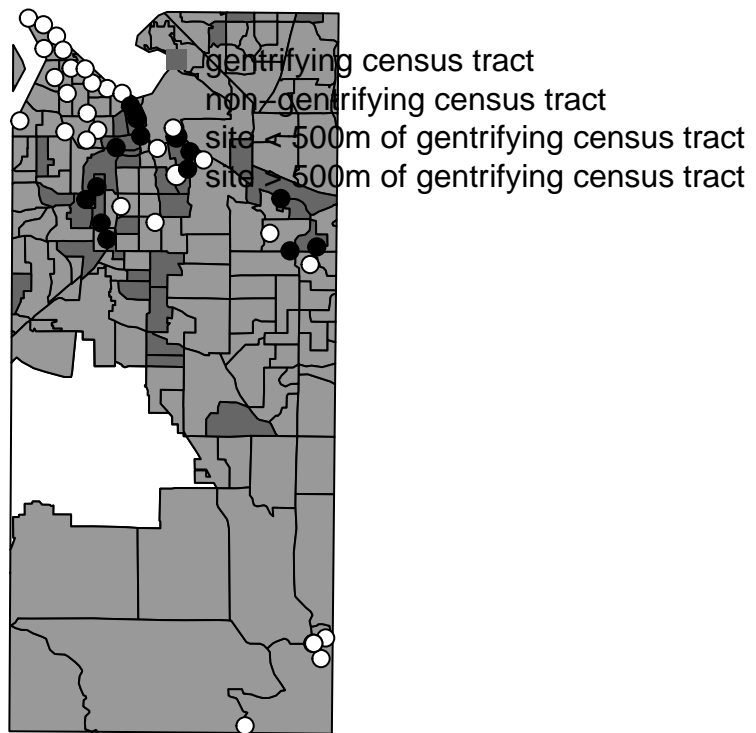 gentrifying census tract
non−gentrifying census tract
site < 500m of gentrifying census tract
site > 500m of gentrifying census tract